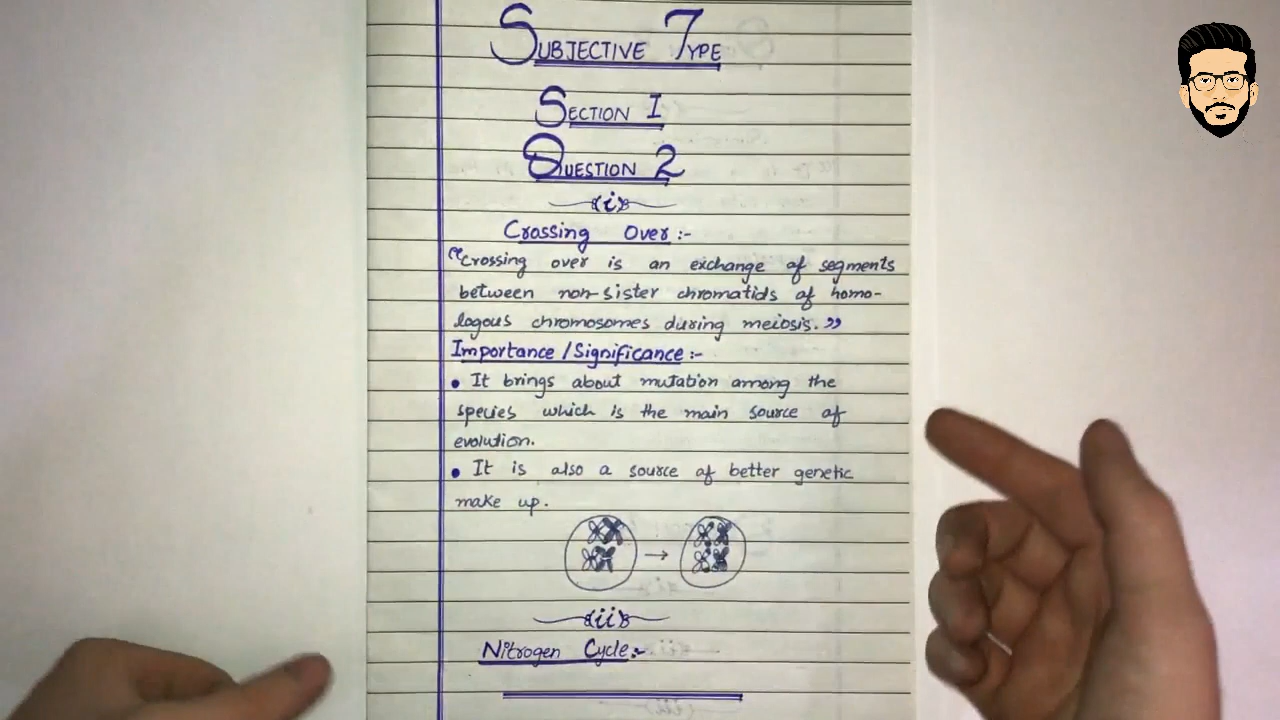 SUBJECTIVE TYPE
SECTION I
QUESTION 2
(i)
Crossing Over :-
"Crossing over is an exchange of segments
between non-sister chromatids of homo-
logous chromosomes during meiosis."
Importance / Significance :-
• It brings about mutation among the
species which is the main source of
evolution.
• It is also a source of better genetic
make up.
(ii)
Nitrogen Cycle:-